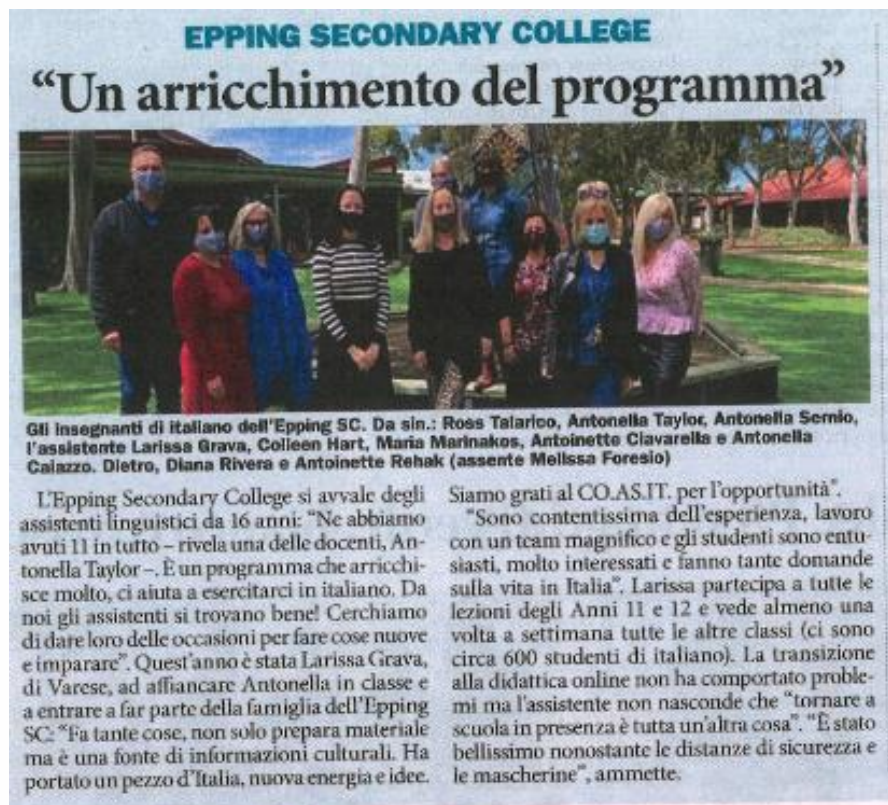 EPPING SECONDARY COLLEGE
“Un arricchimento del programma”
Gli insegnanti di italiano dell'Epping SC. Da sin.: Ross Talarico, Antonella Taylor, Antonella Sernio,
l'assistente Larissa Grava, Colleen Hart, Maria Marinakos, Antoinette Ciavarella e Antonella
Caiazzo. Dietro, Diana Rivera e Antoinette Rehak (assente Melissa Foresio)
L'Epping Secondary College si avvale degli
assistenti linguistici da 16 anni: “Ne abbiamo
avuti 11 in tutto – rivela una delle docenti, An-
tonella Taylor –. È un programma che arricchi-
sce molto, ci aiuta a esercitarci in italiano. Da
noi gli assistenti si trovano bene! Cerchiamo
di dare loro delle occasioni per fare cose nuove
e imparare”. Quest'anno è stata Larissa Grava,
di Varese, ad affiancare Antonella in classe e
a entrare a far parte della famiglia dell'Epping
SC: “Fa tante cose, non solo prepara materiale
ma è una fonte di informazioni culturali. Ha
portato un pezzo d'Italia, nuova energia e idee.
Siamo grati al CO.AS.IT. per l'opportunità”.
“Sono contentissima dell'esperienza, lavoro
con un team magnifico e gli studenti sono entu-
siasti, molto interessati e fanno tante domande
sulla vita in Italia”. Larissa partecipa a tutte le
lezioni degli Anni 11 e 12 e vede almeno una
volta a settimana tutte le altre classi (ci sono
circa 600 studenti di italiano). La transizione
alla didattica online non ha comportato proble-
mi ma l'assistente non nasconde che “tornare a
scuola in presenza è tutta un'altra cosa”. “È stato
bellissimo nonostante le distanze di sicurezza e
le mascherine”, ammette.